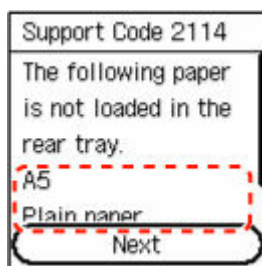 Support Code 2114
The following paper
is not loaded in the
rear tray.
A5
Plain paper
Next